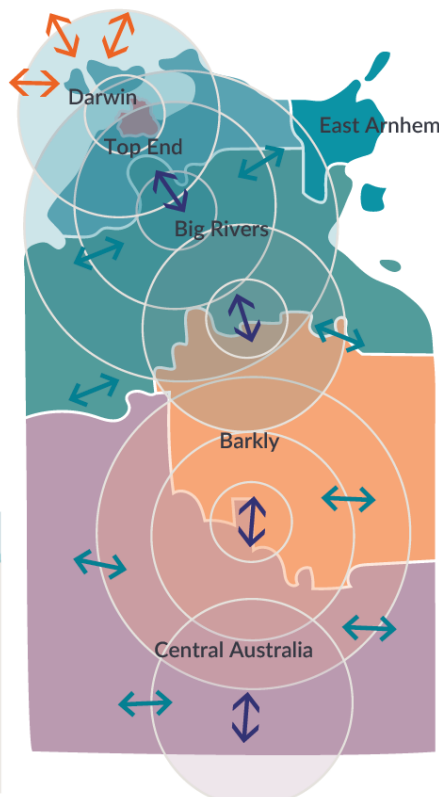 Darwin
East Arnhem
Top End
Big Rivers
Barkly
Central Australia